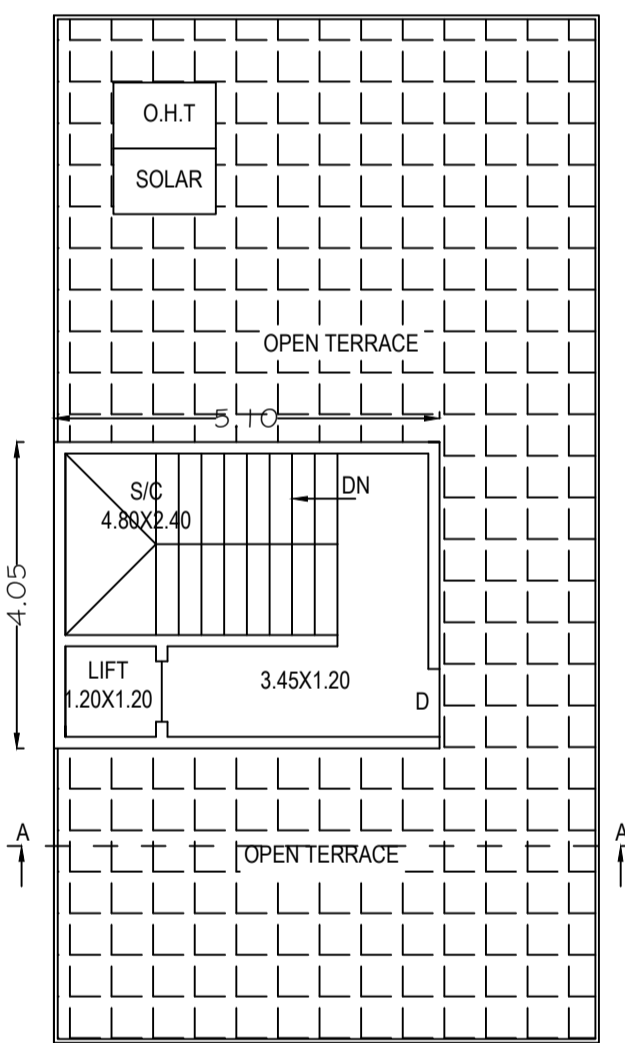 O.H.T
SOLAR
OPEN TERRACE
5.10
S/C
4.80X2.40
DN
4.05
LIFT
1.20X1.20
3.45X1.20
D
A
A
OPEN TERRACE